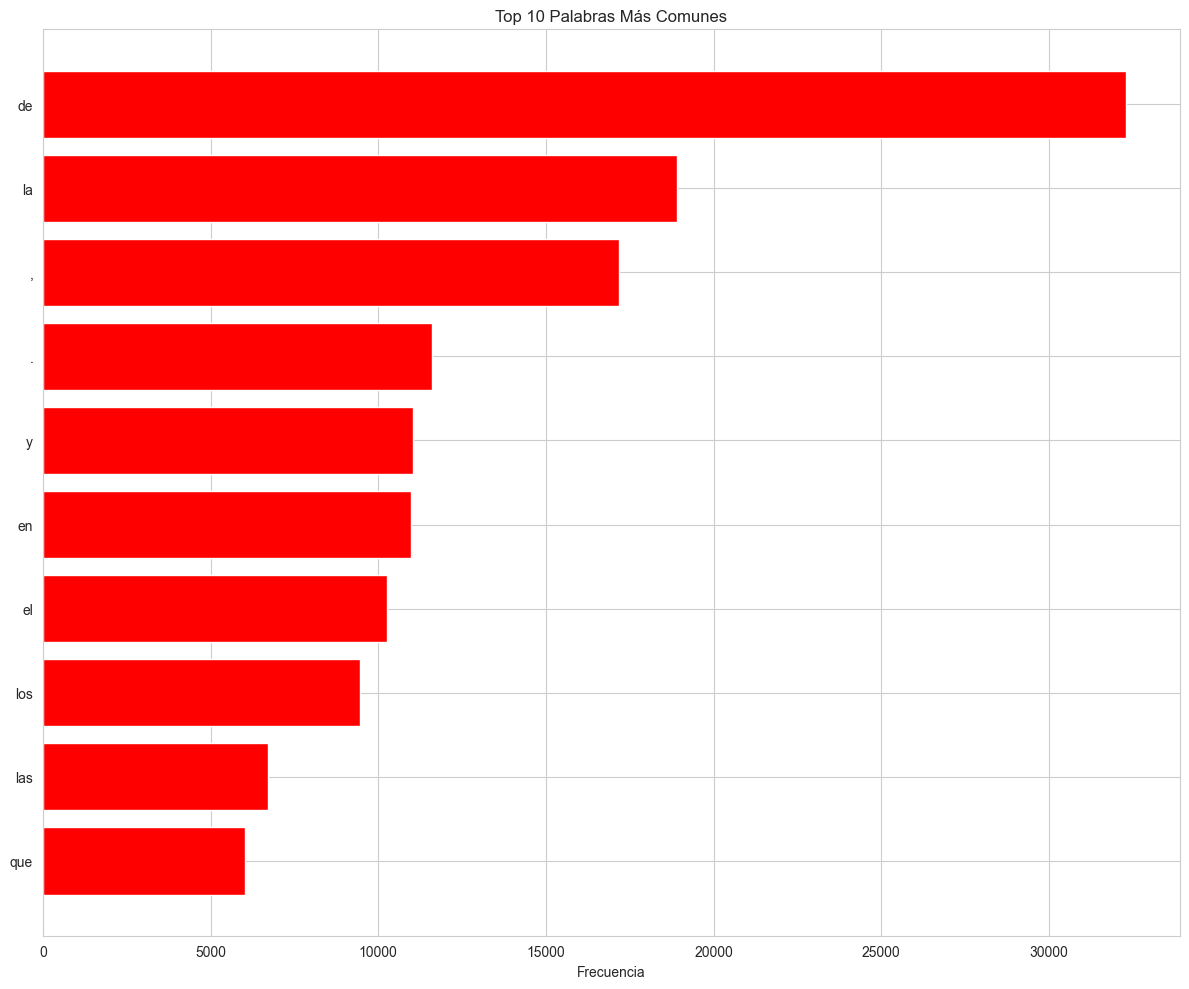 Top 10 Palabras Más Comunes
de
la
,
.
y
en
el
los
las
que
0 5000 10000 15000 20000 25000 30000
Frecuencia